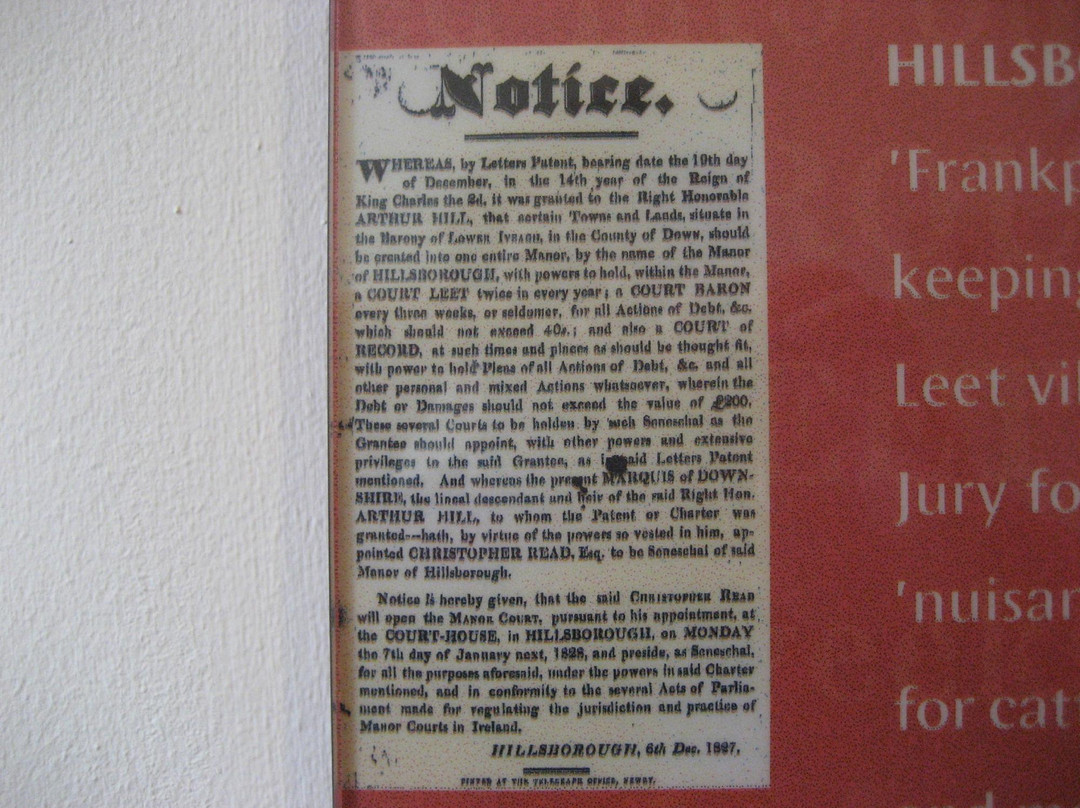 Notice.
WHEREAS, by Letters Patent, bearing date the 19th day
of December, in the 14th year of the Reign of
King Charles the 2d, it was granted to the Right Honorable
ARTHUR HILL, that certain Towns and Lands, situate in
the Barony of LOWER IVEAGH, in the County of DOWN, should
be created into one entire Manor, by the name of the Manor
of HILLSBOROUGH, with powers to hold, within the Manor,
a COURT LEET twice in every year; a COURT BARON
every three weeks, or seldomer, for all Actions of Debt, &c.
which should not exceed 40s.; and also a COURT of
RECORD, at such times and places as should be thought fit,
with power to hold Pleas of all Actions of Debt, &c. and all
other personal and mixed Actions whatsoever, wherein the
Debt or Damages should not exceed the value of £200.
These several Courts to be holden by such Seneschal as the
Grantee should appoint, with other powers and extensive
privileges to the said Grantee, as in said Letters Patent
mentioned. And whereas the present MARQUIS of DOWN-
SHIRE, the lineal descendant and heir of the said Right Hon.
ARTHUR HILL, to whom the Patent or Charter was
granted--hath, by virtue of the powers so vested in him, ap-
pointed CHRISTOPHER READ, Esq. to be Seneschal of said
Manor of Hillsborough.
Notice is hereby given, that the said CHRISTOPHER READ
will open the MANOR COURT, pursuant to his appointment, at
the COURT-HOUSE, in HILLSBOROUGH, on MONDAY
the 7th day of January next, 1828, and preside, as Seneschal,
for all the purposes aforesaid, under the powers in said Charter
mentioned, and in conformity to the several Acts of Parlia-
ment made for regulating the jurisdiction and practice of
Manor Courts in Ireland.
HILLSBOROUGH, 6th Dec. 1827.
PRINTED AT THE TELEGRAPH OFFICE, NEWRY.
HILLSB
'Frankp
keeping
Leet vi
Jury fo
'nuisan
for cat